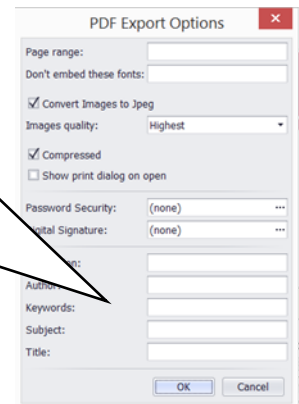 PDF Export Options
Page range:
Don't embed these fonts:
Convert Images to Jpeg
Images quality: Highest
Compressed
Show print dialog on open
Password Security: (none) ...
Signature: (none) ...
Keywords:
Subject:
Title:
OK Cancel